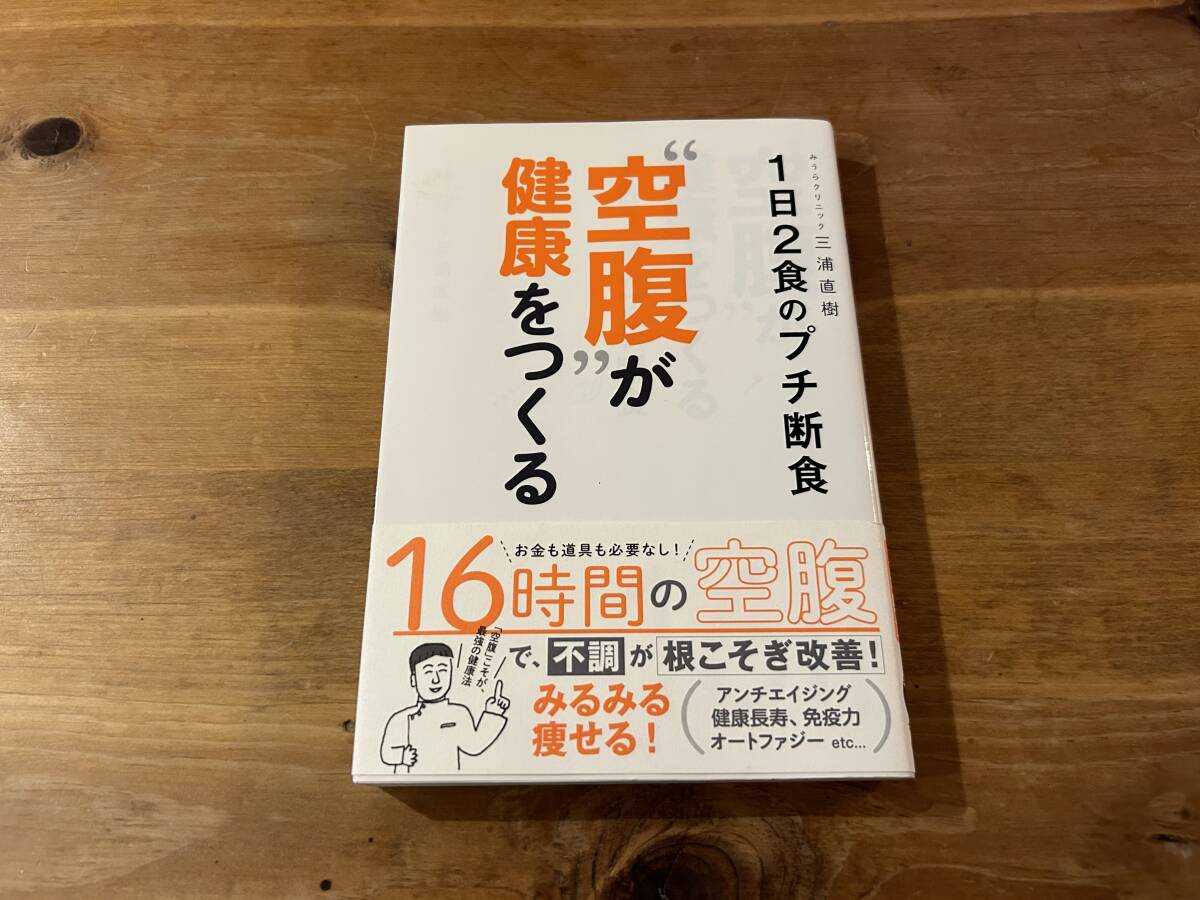 みうらクリニック 三浦直樹
1日2食のプチ断食
“空腹”が
健康をつくる
お金も道具も必要なし!
16時間の空腹
で、不調が根こそぎ改善!
「空腹」こそが、
最強の健康法
みるみる
痩せる!
アンチエイジング
健康長寿、免疫力
オートファジー etc...